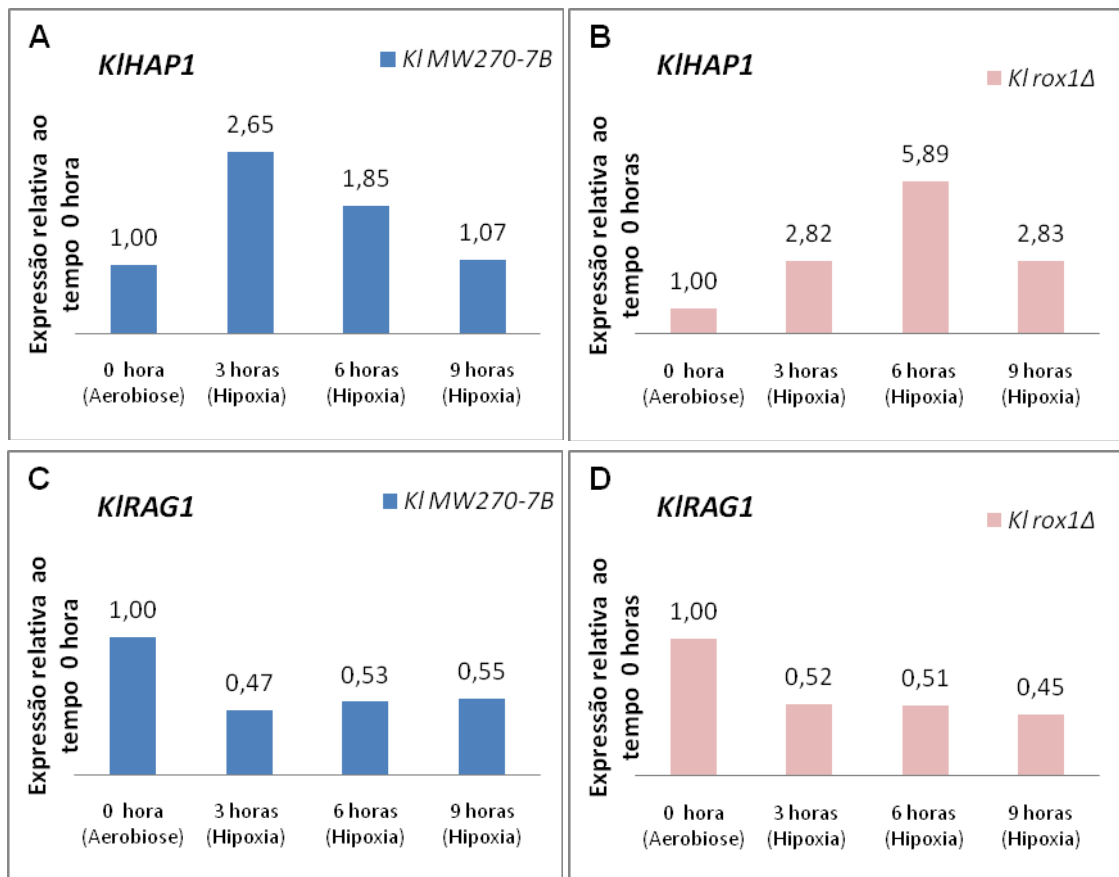 A
KlHAP1
Kl MW270-7B
Expressão relativa ao
tempo 0 hora
1,00
2,65
1,85
1,07
0 hora
(Aerobiose)
3 horas
(Hipoxia)
6 horas
(Hipoxia)
9 horas
(Hipoxia)
B
KlHAP1
Kl rox1Δ
Expressão relativa ao
tempo 0 horas
1,00
2,82
5,89
2,83
0 hora
(Aerobiose)
3 horas
(Hipoxia)
6 horas
(Hipoxia)
9 horas
(Hipoxia)
C
KlRAG1
Kl MW270-7B
Expressão relativa ao
tempo 0 hora
1,00
0,47
0,53
0,55
0 hora
(Aerobiose)
3 horas
(Hipoxia)
6 horas
(Hipoxia)
9 horas
(Hipoxia)
D
KlRAG1
Kl rox1Δ
Expressão relativa ao
tempo 0 horas
1,00
0,52
0,51
0,45
0 hora
(Aerobiose)
3 horas
(Hipoxia)
6 horas
(Hipoxia)
9 horas
(Hipoxia)